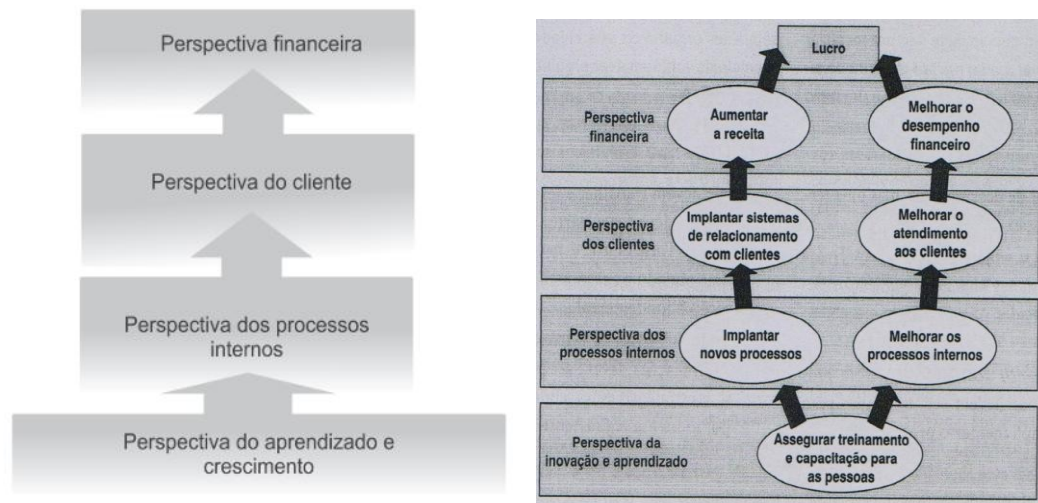 Perspectiva financeira
Perspectiva do cliente
Perspectiva dos processos
internos
Perspectiva do aprendizado e
crescimento
Lucro
Perspectiva
financeira
Aumentar
a receita
Melhorar o
desempenho
financeiro
Perspectiva
dos clientes
Implantar sistemas
de relacionamento
com clientes
Melhorar o
atendimento
aos clientes
Perspectiva dos
processos internos
Implantar
novos processos
Melhorar os
processos internos
Perspectiva da
inovação e aprendizado
Assegurar treinamento
e capacitação para
as pessoas